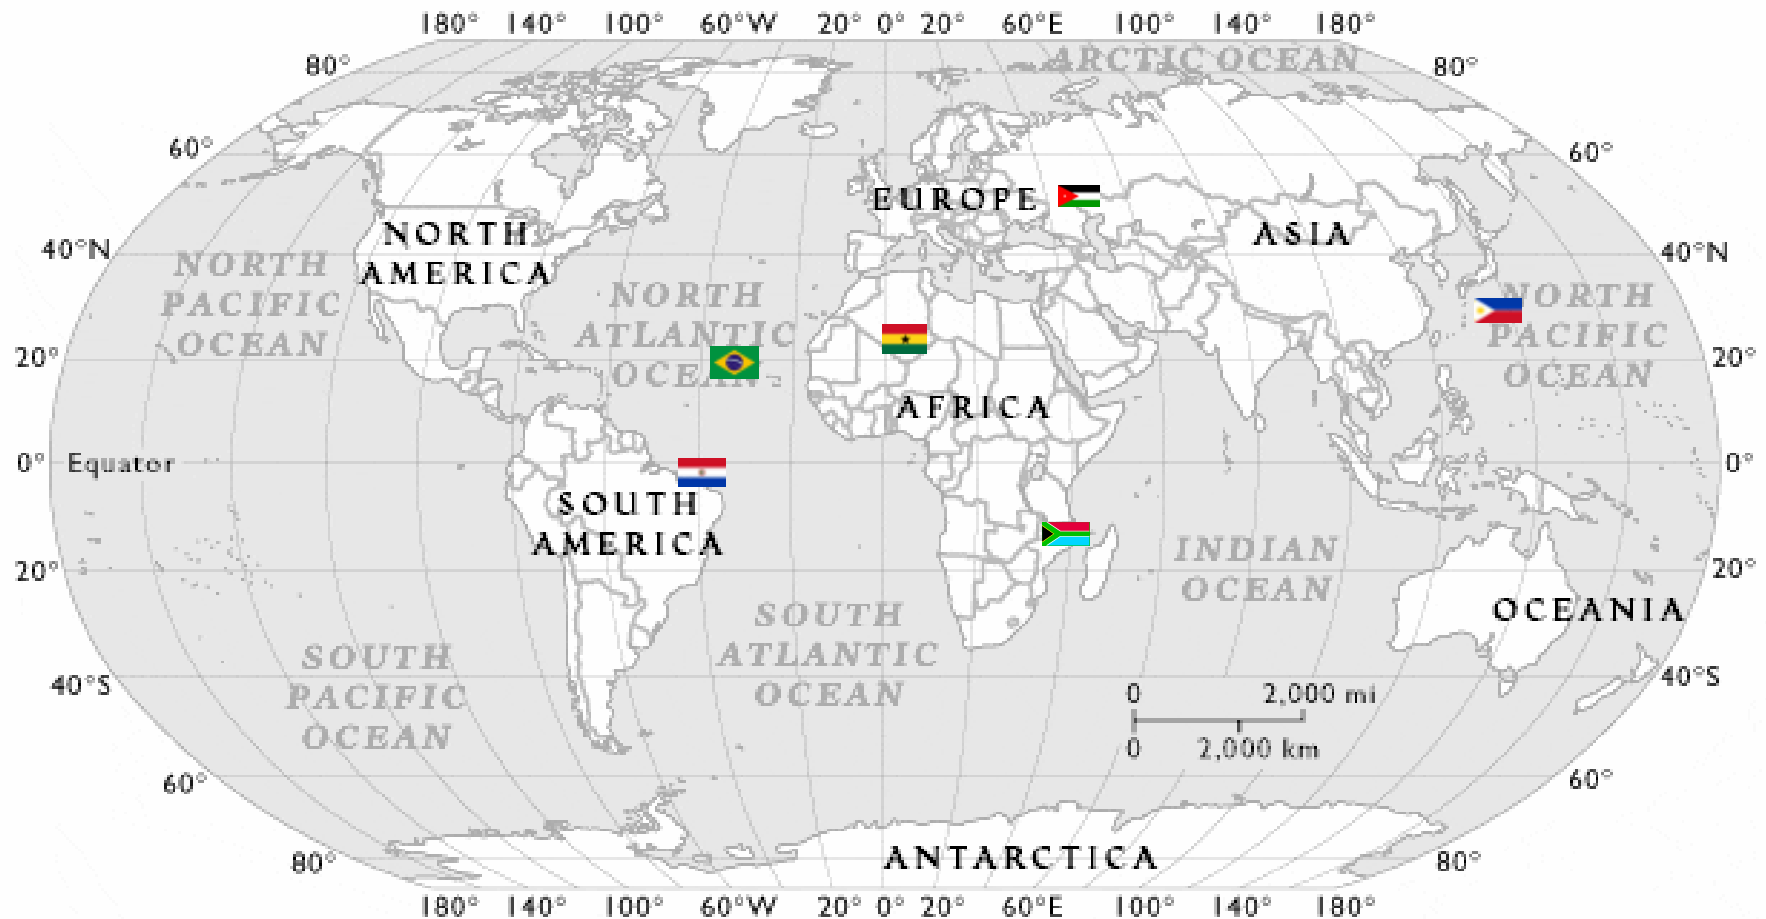 180° 140° 100° 60°W 20° 0° 20° 60°E 100° 140° 180°
ARCTIC OCEAN
80° 80°
60° 60°
EUROPE
NORTH
AMERICA
ASIA
40°N 40°N
NORTH
PACIFIC
OCEAN
NORTH
ATLANTIC
OCEAN
NORTH
PACIFIC
OCEAN
20° 20°
AFRICA
0° Equator 0°
SOUTH
AMERICA
INDIAN
OCEAN
20° 20°
OCEANIA
SOUTH
ATLANTIC
OCEAN
SOUTH
PACIFIC
OCEAN
40°S 40°S
0 2,000 mi
0 2,000 km
60° 60°
ANTARCTICA
80° 80°
180° 140° 100° 60°W 20° 0° 20° 60°E 100° 140° 180°